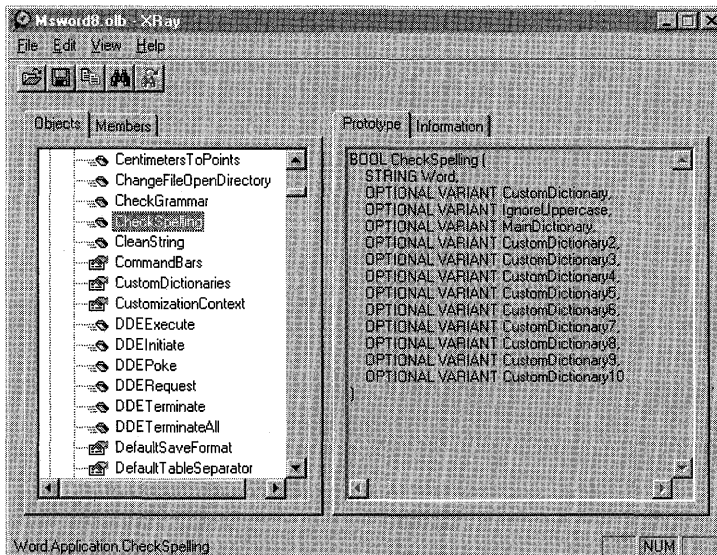 Msword8.olb - XRay
File Edit View Help
Objects Members
CentimetersToPoints
ChangeFileOpenDirectory
CheckGrammar
CheckSpelling
CleanString
CommandBars
CustomDictionaries
CustomizationContext
DDEExecute
DDEInitiate
DDEPoke
DDERequest
DDETerminate
DDETerminateAll
DefaultSaveFormat
DefaultTableSeparator
Prototype Information
BOOL CheckSpelling (
STRING Word,
OPTIONAL VARIANT CustomDictionary,
OPTIONAL VARIANT IgnoreUppercase,
OPTIONAL VARIANT MainDictionary,
OPTIONAL VARIANT CustomDictionary2,
OPTIONAL VARIANT CustomDictionary3,
OPTIONAL VARIANT CustomDictionary4,
OPTIONAL VARIANT CustomDictionary5,
OPTIONAL VARIANT CustomDictionary6,
OPTIONAL VARIANT CustomDictionary7,
OPTIONAL VARIANT CustomDictionary8,
OPTIONAL VARIANT CustomDictionary9,
OPTIONAL VARIANT CustomDictionary10
)
Word.Application.CheckSpelling NUM